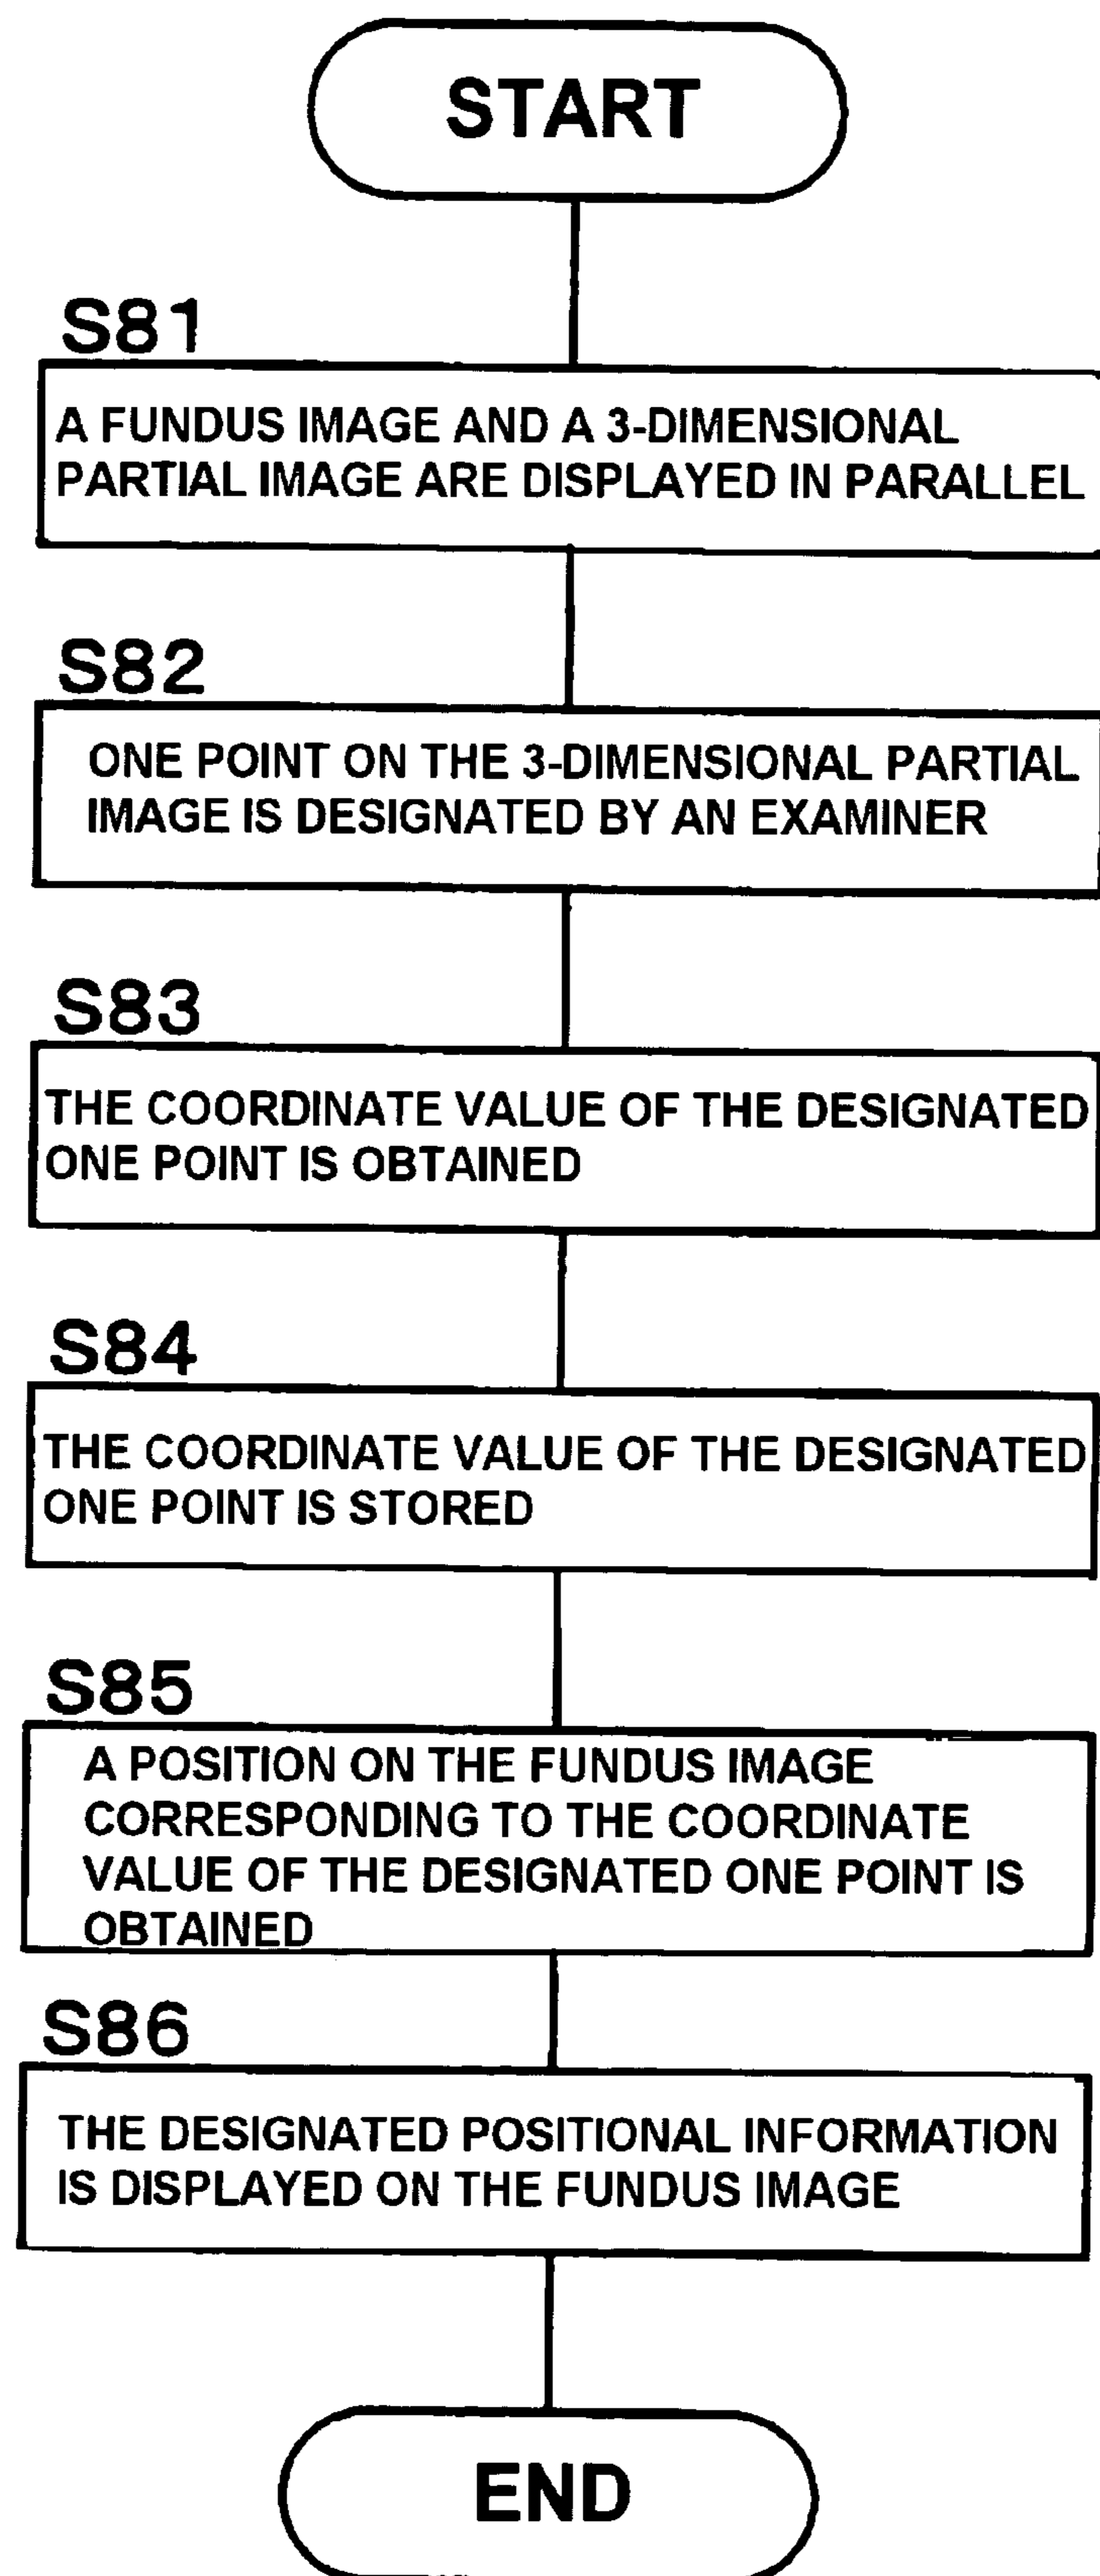 START
S81
A FUNDUS IMAGE AND A 3-DIMENSIONAL
PARTIAL IMAGE ARE DISPLAYED IN PARALLEL
S82
ONE POINT ON THE 3-DIMENSIONAL PARTIAL
IMAGE IS DESIGNATED BY AN EXAMINER
S83
THE COORDINATE VALUE OF THE DESIGNATED
ONE POINT IS OBTAINED
S84
THE COORDINATE VALUE OF THE DESIGNATED
ONE POINT IS STORED
S85
A POSITION ON THE FUNDUS IMAGE
CORRESPONDING TO THE COORDINATE
VALUE OF THE DESIGNATED ONE POINT IS
OBTAINED
S86
THE DESIGNATED POSITIONAL INFORMATION
IS DISPLAYED ON THE FUNDUS IMAGE
END